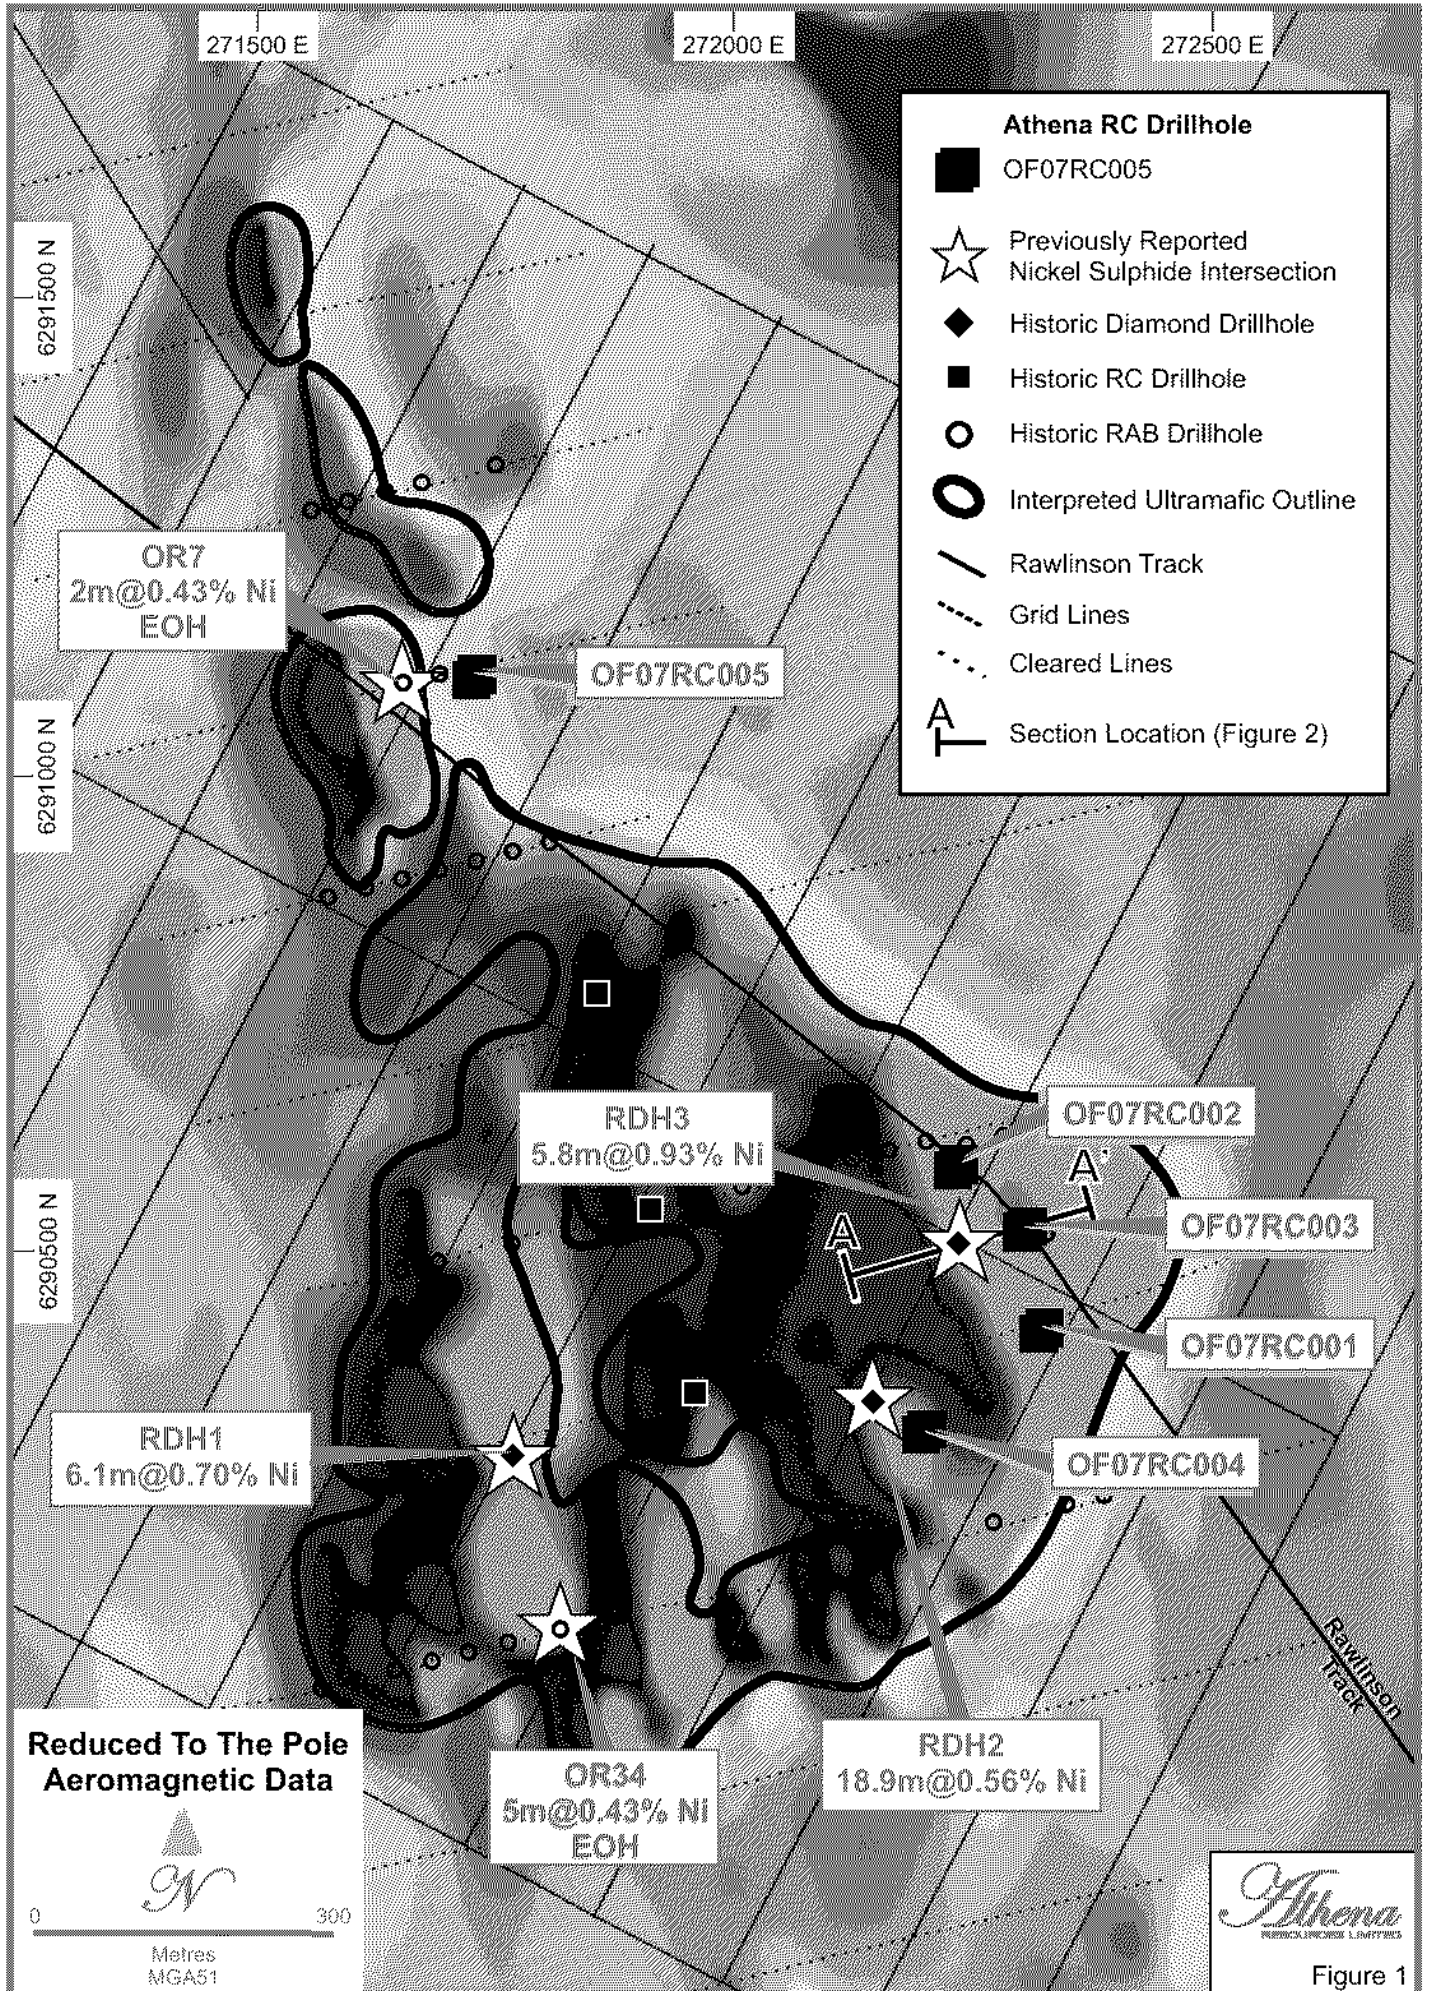 271500 E
272000 E
272500 E
6291500 N
6291000 N
6290500 N
Athena RC Drillhole
OF07RC005
Previously Reported
Nickel Sulphide Intersection
Historic Diamond Drillhole
Historic RC Drillhole
Historic RAB Drillhole
Interpreted Ultramafic Outline
Rawlinson Track
Grid Lines
Cleared Lines
A
Section Location (Figure 2)
OR7
2m@0.43% Ni
EOH
OF07RC005
RDH3
5.8m@0.93% Ni
OF07RC002
A'
OF07RC003
A
OF07RC001
RDH1
6.1m@0.70% Ni
OF07RC004
Rawlinson
Track
RDH2
18.9m@0.56% Ni
OR34
5m@0.43% Ni
EOH
Reduced To The Pole
Aeromagnetic Data
N
0 300
Metres
MGA51
Athena
RESOURCES LIMITED
Figure 1